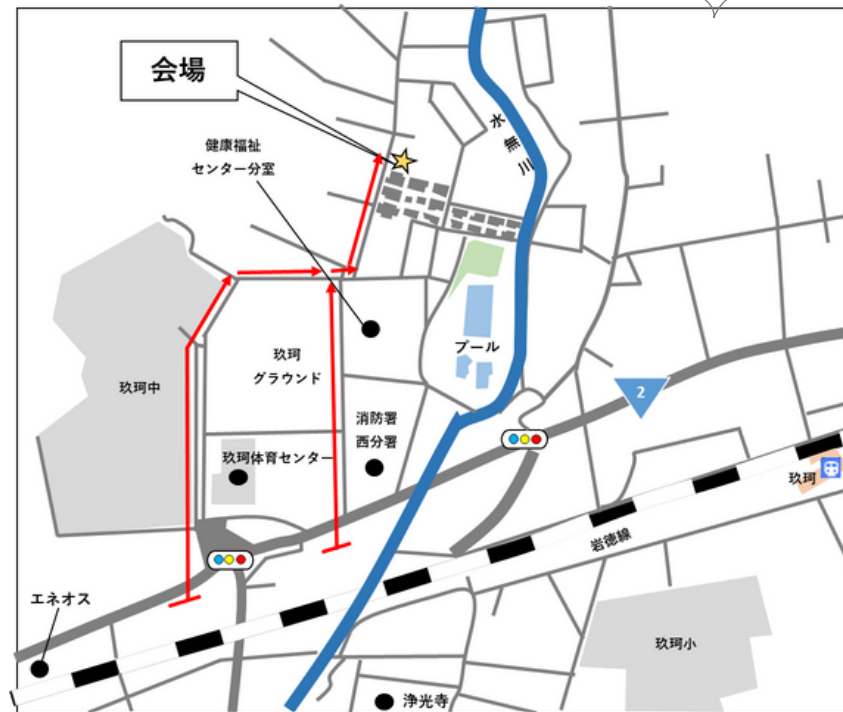 会場
健康福祉
センター分室
水無川
玖珂中
玖珂
グラウンド
プール
2
消防署
西分署
玖珂体育センター
玖珂
岩徳線
エネオス
玖珂小
浄光寺